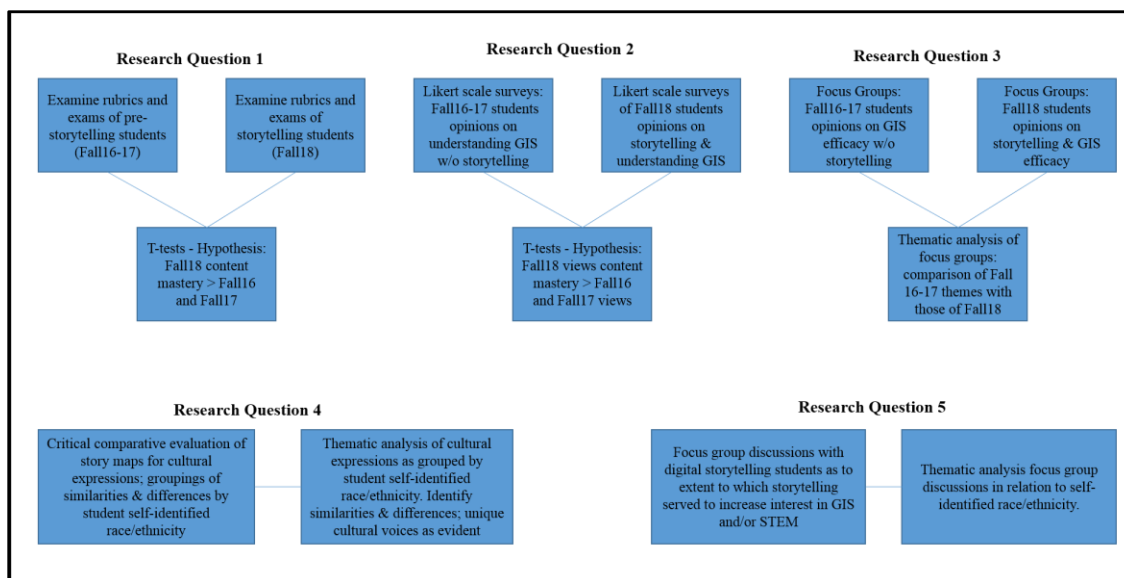 Research Question 1
Examine rubrics and
exams of pre-
storytelling students
(Fall16-17)
Examine rubrics and
exams of storytelling
students (Fall18)
T-tests - Hypothesis:
Fall18 content
mastery > Fall16
and Fall17
Research Question 2
Likert scale surveys:
Fall16-17 students
opinions on
understanding GIS
w/o storytelling
Likert scale surveys
of Fall18 students
opinions on
storytelling &
understanding GIS
T-tests - Hypothesis:
Fall18 views content
mastery > Fall16
and Fall17 views
Research Question 3
Focus Groups:
Fall16-17 students
opinions on GIS
efficacy w/o
storytelling
Focus Groups:
Fall18 students
opinions on
storytelling & GIS
efficacy
Thematic analysis of
focus groups:
comparison of Fall
16-17 themes with
those of Fall18
Research Question 4
Critical comparative evaluation of
story maps for cultural
expressions; groupings of
similarities & differences by
student self-identified
race/ethnicity
Thematic analysis of cultural
expressions as grouped by
student self-identified
race/ethnicity. Identify
similarities & differences; unique
cultural voices as evident
Research Question 5
Focus group discussions with
digital storytelling students as to
extent to which storytelling
served to increase interest in GIS
and/or STEM
Thematic analysis focus group
discussions in relation to self-
identified race/ethnicity.